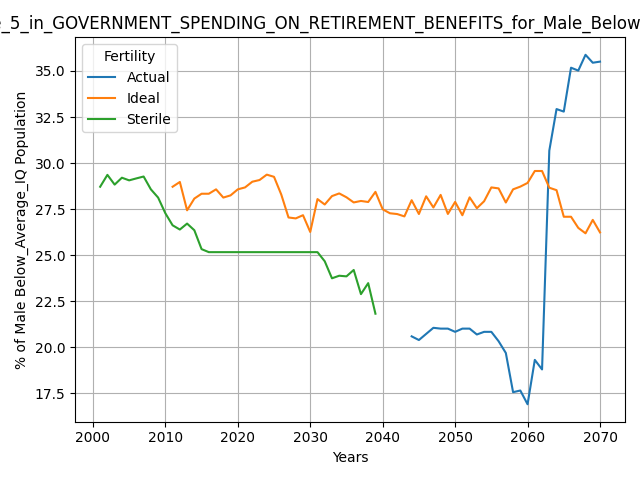 e_5_in_GOVERNMENT_SPENDING_ON_RETIREMENT_BENEFITS_for_Male_Below
Fertility
Actual
Ideal
Sterile
% of Male Below_Average_IQ Population
35.0
32.5
30.0
27.5
25.0
22.5
20.0
17.5
2000 2010 2020 2030 2040 2050 2060 2070
Years